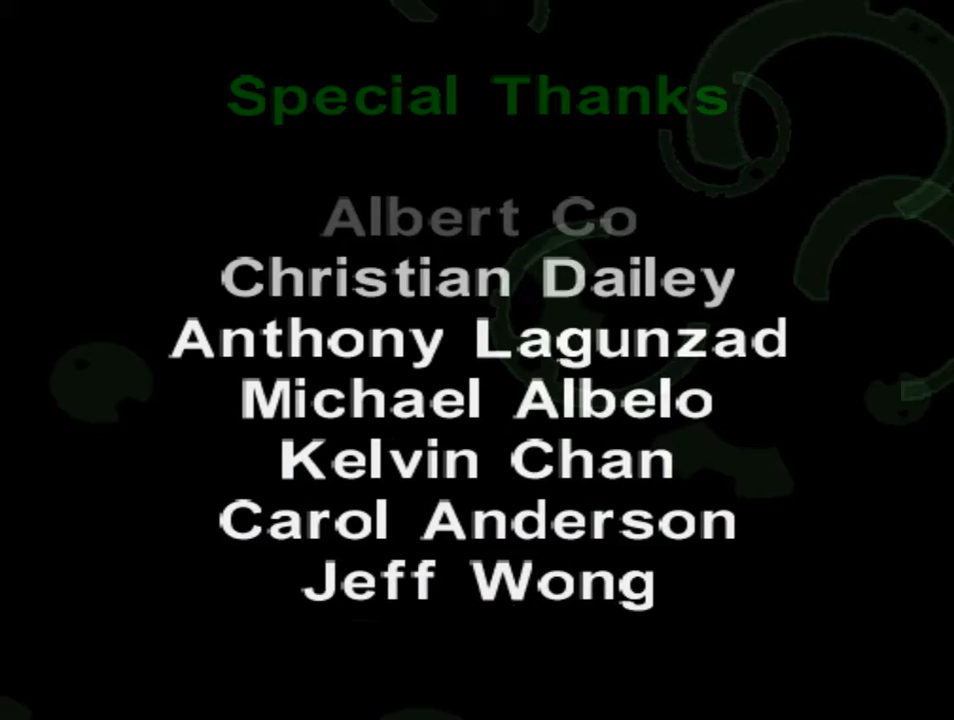 Special Thanks
Albert Co
Christian Dailey
Anthony Lagunzad
Michael Albelo
Kelvin Chan
Carol Anderson
Jeff Wong